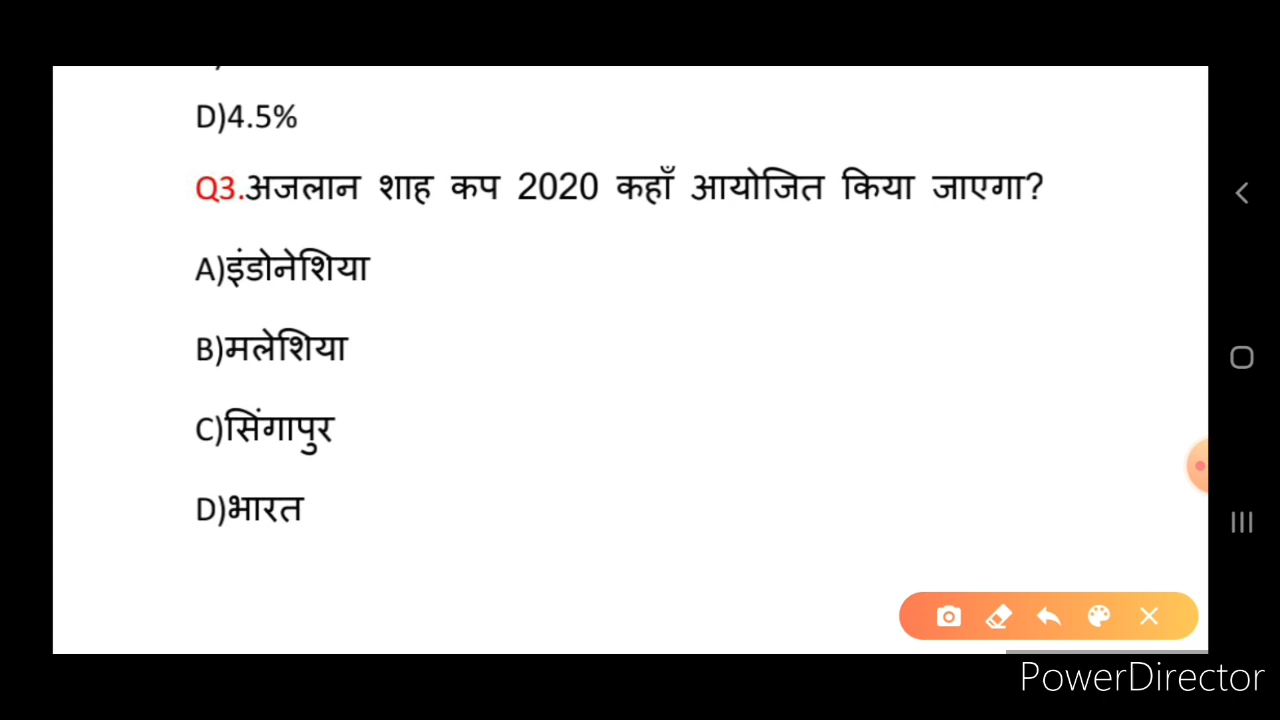 D)4.5%
Q3.अजलान शाह कप 2020 कहाँ आयोजित किया जाएगा?
A)इंडोनेशिया
B)मलेशिया
C)सिंगापुर
D)भारत
PowerDirector